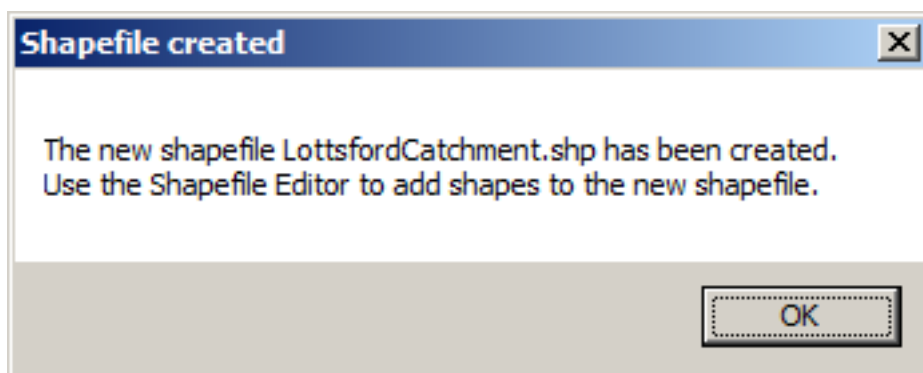 Shapefile created
The new shapefile LottsfordCatchment.shp has been created.
Use the Shapefile Editor to add shapes to the new shapefile.
OK